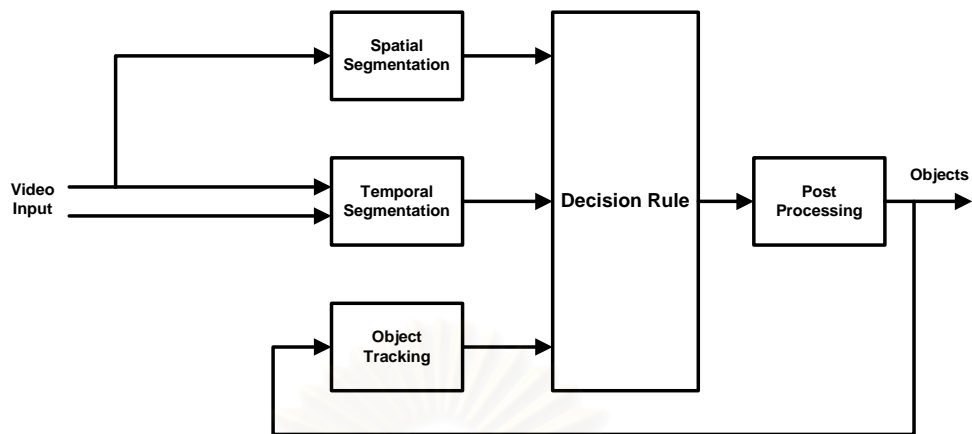 Spatial
Segmentation
Video
Input
Temporal
Segmentation
Decision Rule
Post
Processing
Objects
Object
Tracking